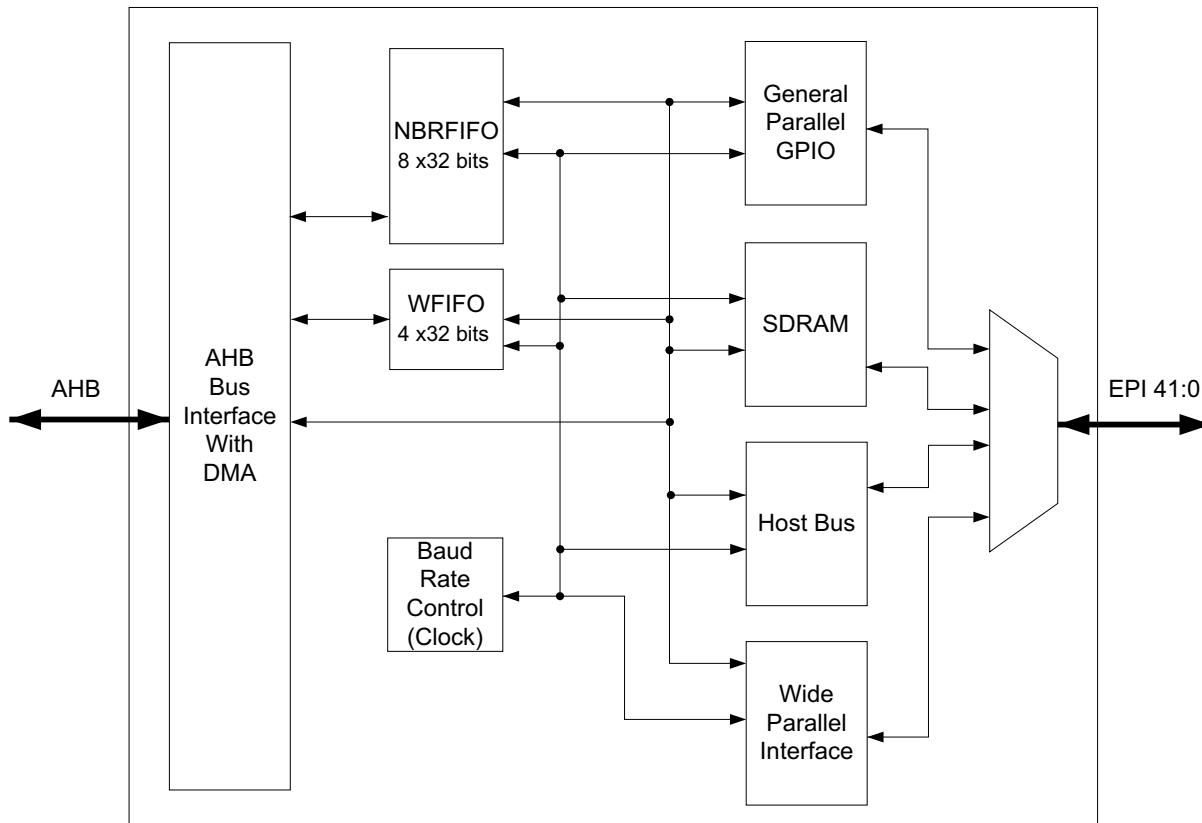 AHB
AHB
Bus
Interface
With
DMA
NBRFIFO
8 x32 bits
WFIFO
4 x32 bits
Baud
Rate
Control
(Clock)
General
Parallel
GPIO
SDRAM
Host Bus
Wide
Parallel
Interface
EPI 41:0